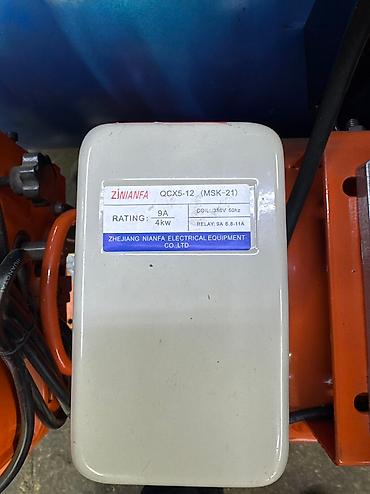 ZINIANFA QCX5-12 (MSK-21)
RATING: 9A 4kw
COIL: 380V 50hz
RELAY: 9A 6.8-11A
ZHEJIANG NIANFA ELECTRICAL EQUIPMENT
CO.,LTD